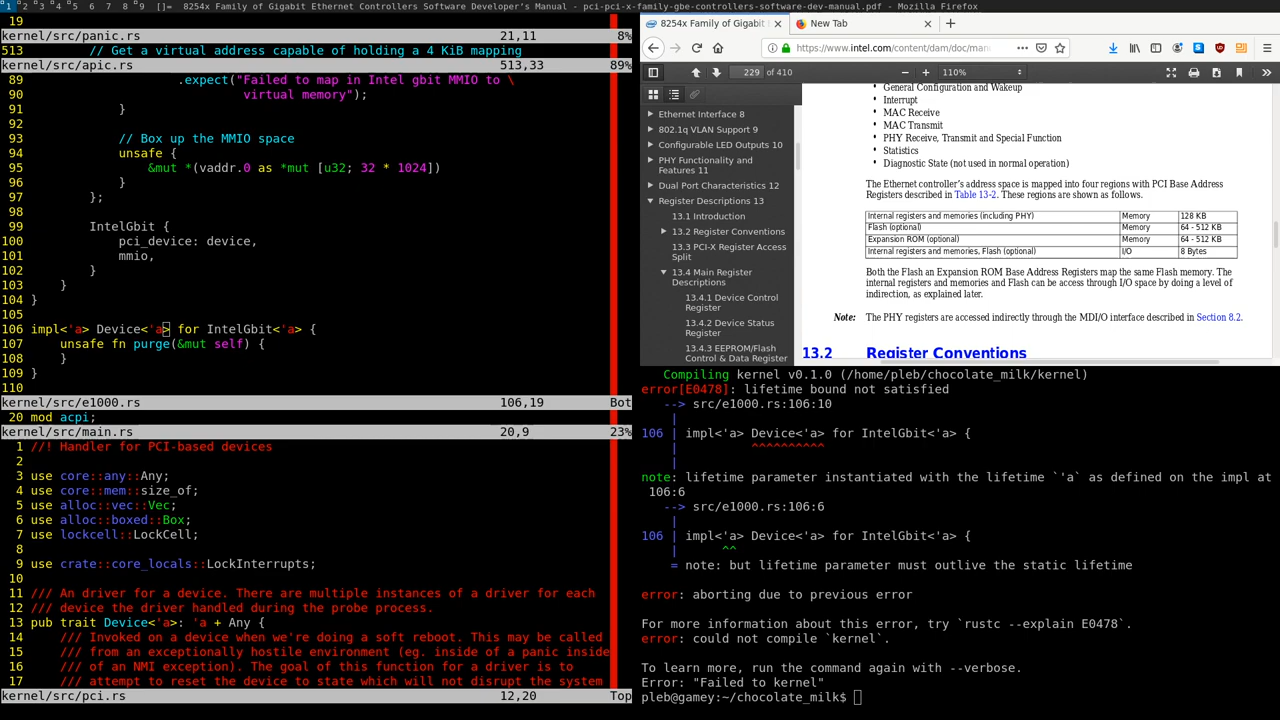 1 2 3 4 5 6 7 8 9 []= 8254x Family of Gigabit Ethernet Controllers Software Developer's Manual - pci-pci-x-family-gbe-controllers-software-dev-manual.pdf - Mozilla Firefox
19
kernel/src/panic.rs 21,11 8%
513 // Get a virtual address capable of holding a 4 KiB mapping
kernel/src/apic.rs 513,33 89%
89 .expect("Failed to map in Intel gbit MMIO to \
90 virtual memory");
91 }
92
93 // Box up the MMIO space
94 unsafe {
95 &mut *(vaddr.0 as *mut [u32; 32 * 1024])
96 }
97 };
98
99 IntelGbit {
100 pci_device: device,
101 mmio,
102 }
103 }
104 }
105
106 impl<'a> Device<'a> for IntelGbit<'a> {
107 unsafe fn purge(&mut self) {
108 }
109 }
110
kernel/src/e1000.rs 106,19 Bot
20 mod acpi;
kernel/src/main.rs 20,9 23%
1 //! Handler for PCI-based devices
2
3 use core::any::Any;
4 use core::mem::size_of;
5 use alloc::vec::Vec;
6 use alloc::boxed::Box;
7 use lockcell::LockCell;
8
9 use crate::core_locals::LockInterrupts;
10
11 /// An driver for a device. There are multiple instances of a driver for each
12 /// device the driver handled during the probe process.
13 pub trait Device<'a>: 'a + Any {
14 /// Invoked on a device when we're doing a soft reboot. This may be called
15 /// from an exceptionally hostile environment (eg. inside of a panic inside
16 /// of an NMI exception). The goal of this function for a driver is to
17 /// attempt to reset the device to state which will not disrupt the system
kernel/src/pci.rs 12,20 Top
8254x Family of Gigabit
New Tab
https://www.intel.com/content/dam/doc/man
229 of 410
110%
Ethernet Interface 8
802.1q VLAN Support 9
Configurable LED Outputs 10
PHY Functionality and
Features 11
Dual Port Characteristics 12
Register Descriptions 13
13.1 Introduction
13.2 Register Conventions
13.3 PCI-X Register Access
Split
13.4 Main Register
Descriptions
13.4.1 Device Control
Register
13.4.2 Device Status
Register
13.4.3 EEPROM/Flash
Control & Data Register
• General Configuration and Wakeup
• Interrupt
• MAC Receive
• MAC Transmit
• PHY Receive, Transmit and Special Function
• Statistics
• Diagnostic State (not used in normal operation)
The Ethernet controller's address space is mapped into four regions with PCI Base Address
Registers described in Table 13-2. These regions are shown as follows.
Internal registers and memories (including PHY) Memory 128 KB
Flash (optional) Memory 64 - 512 KB
Expansion ROM (optional) Memory 64 - 512 KB
Internal registers and memories, Flash (optional) I/O 8 Bytes
Both the Flash an Expansion ROM Base Address Registers map the same Flash memory. The
internal registers and memories and Flash can be access through I/O space by doing a level of
indirection, as explained later.
Note: The PHY registers are accessed indirectly through the MDI/O interface described in Section 8.2.
13.2 Register Conventions
Compiling kernel v0.1.0 (/home/pleb/chocolate_milk/kernel)
error[E0478]: lifetime bound not satisfied
--> src/e1000.rs:106:10
|
106 | impl<'a> Device<'a> for IntelGbit<'a> {
| ^^^^^^^^^^
|
note: lifetime parameter instantiated with the lifetime `'a` as defined on the impl at
106:6
--> src/e1000.rs:106:6
|
106 | impl<'a> Device<'a> for IntelGbit<'a> {
| ^^
= note: but lifetime parameter must outlive the static lifetime
error: aborting due to previous error
For more information about this error, try `rustc --explain E0478`.
error: could not compile `kernel`.
To learn more, run the command again with --verbose.
Error: "Failed to kernel"
pleb@gamey:~/chocolate_milk$